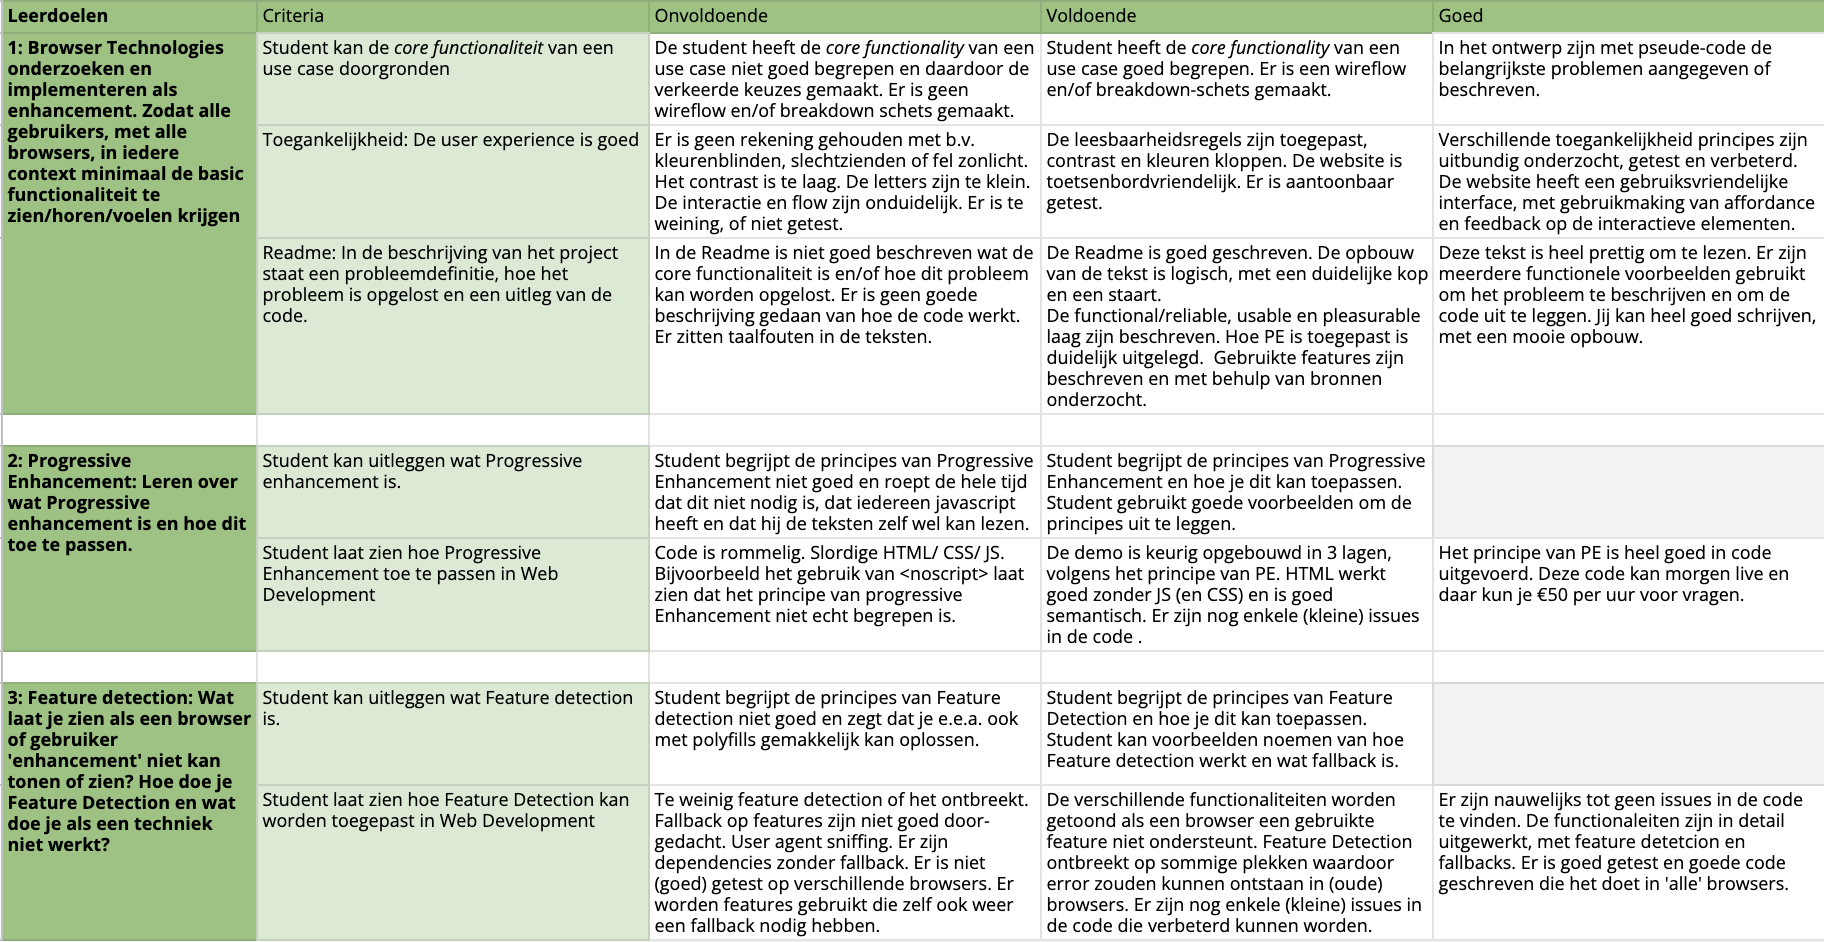 Leerdoelen
Criteria
Onvoldoende
Voldoende
Goed
1: Browser Technologies
onderzoeken en
implementeren als
enhancement. Zodat alle
gebruikers, met alle
browsers, in iedere
context minimaal de basic
functionaliteit te
zien/horen/voelen krijgen
Student kan de core functionaliteit van een
use case doorgronden
De student heeft de core functionality van een
use case niet goed begrepen en daardoor de
verkeerde keuzes gemaakt. Er is geen
wireflow en/of breakdown schets gemaakt.
Student heeft de core functionality van een
use case goed begrepen. Er is een wireflow
en/of breakdown-schets gemaakt.
In het ontwerp zijn met pseude-code de
belangrijkste problemen aangegeven of
beschreven.
Toegankelijkheid: De user experience is goed
Er is geen rekening gehouden met b.v.
kleurenblinden, slechtzienden of fel zonlicht.
Het contrast is te laag. De letters zijn te klein.
De interactie en flow zijn onduidelijk. Er is te
weining, of niet getest.
De leesbaarheidsregels zijn toegepast,
contrast en kleuren kloppen. De website is
toetsenbordvriendelijk. Er is aantoonbaar
getest.
Verschillende toegankelijkheid principes zijn
uitbundig onderzocht, getest en verbeterd.
De website heeft een gebruiksvriendelijke
interface, met gebruikmaking van affordance
en feedback op de interactieve elementen.
Readme: In de beschrijving van het project
staat een probleemdefinitie, hoe het
probleem is opgelost en een uitleg van de
code.
In de Readme is niet goed beschreven wat de
core functionaliteit is en/of hoe dit probleem
kan worden opgelost. Er is geen goede
beschrijving gedaan van hoe de code werkt.
Er zitten taalfouten in de teksten.
De Readme is goed geschreven. De opbouw
van de tekst is logisch, met een duidelijke kop
en een staart.
De functional/reliable, usable en pleasurable
laag zijn beschreven. Hoe PE is toegepast is
duidelijk uitgelegd.  Gebruikte features zijn
beschreven en met behulp van bronnen
onderzocht.
Deze tekst is heel prettig om te lezen. Er zijn
meerdere functionele voorbeelden gebruikt
om het probleem te beschrijven en om de
code uit te leggen. Jij kan heel goed schrijven,
met een mooie opbouw.
2: Progressive
Enhancement: Leren over
wat Progressive
enhancement is en hoe dit
toe te passen.
Student kan uitleggen wat Progressive
enhancement is.
Student begrijpt de principes van Progressive
Enhancement niet goed en roept de hele tijd
dat dit niet nodig is, dat iedereen javascript
heeft en dat hij de teksten zelf wel kan lezen.
Student begrijpt de principes van Progressive
Enhancement en hoe je dit kan toepassen.
Student gebruikt goede voorbeelden om de
principes uit te leggen.
Student laat zien hoe Progressive
Enhancement toe te passen in Web
Development
Code is rommelig. Slordige HTML/ CSS/ JS.
Bijvoorbeeld het gebruik van <noscript> laat
zien dat het principe van progressive
Enhancement niet echt begrepen is.
De demo is keurig opgebouwd in 3 lagen,
volgens het principe van PE. HTML werkt
goed zonder JS (en CSS) en is goed
semantisch. Er zijn nog enkele (kleine) issues
in de code .
Het principe van PE is heel goed in code
uitgevoerd. Deze code kan morgen live en
daar kun je €50 per uur voor vragen.
3: Feature detection: Wat
laat je zien als een browser
of gebruiker
'enhancement' niet kan
tonen of zien? Hoe doe je
Feature Detection en wat
doe je als een techniek
niet werkt?
Student kan uitleggen wat Feature detection
is.
Student begrijpt de principes van Feature
detection niet goed en zegt dat je e.e.a. ook
met polyfills gemakkelijk kan oplossen.
Student begrijpt de principes van Feature
Detection en hoe je dit kan toepassen.
Student kan voorbeelden noemen van hoe
Feature detection werkt en wat fallback is.
Student laat zien hoe Feature Detection kan
worden toegepast in Web Development
Te weinig feature detection of het ontbreekt.
Fallback op features zijn niet goed door-
gedacht. User agent sniffing. Er zijn
dependencies zonder fallback. Er is niet
(goed) getest op verschillende browsers. Er
worden features gebruikt die zelf ook weer
een fallback nodig hebben.
De verschillende functionaliteiten worden
getoond als een browser een gebruikte
feature niet ondersteunt. Feature Detection
ontbreekt op sommige plekken waardoor
error zouden kunnen ontstaan in (oude)
browsers. Er zijn nog enkele (kleine) issues in
de code die verbeterd kunnen worden.
Er zijn nauwelijks tot geen issues in de code
te vinden. De functionaleiten zijn in detail
uitgewerkt, met feature detetcion en
fallbacks. Er is goed getest en goede code
geschreven die het doet in 'alle' browsers.